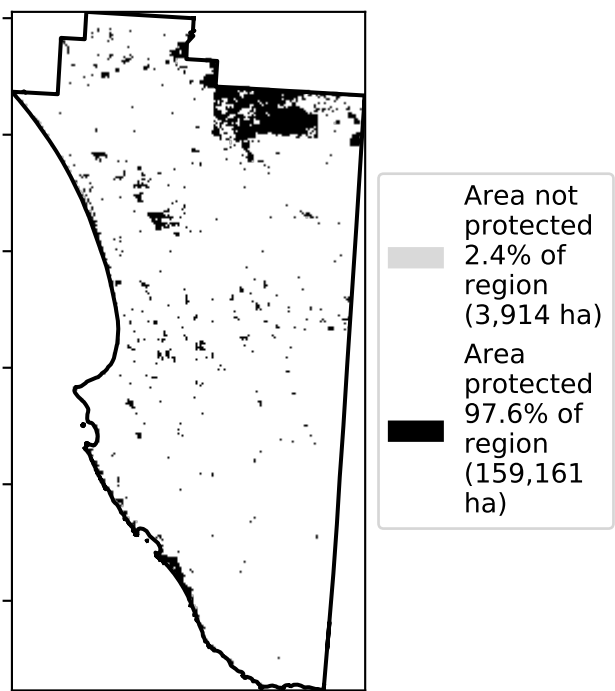 Area not
protected
2.4% of
region
(3,914 ha)
Area
protected
97.6% of
region
(159,161
ha)